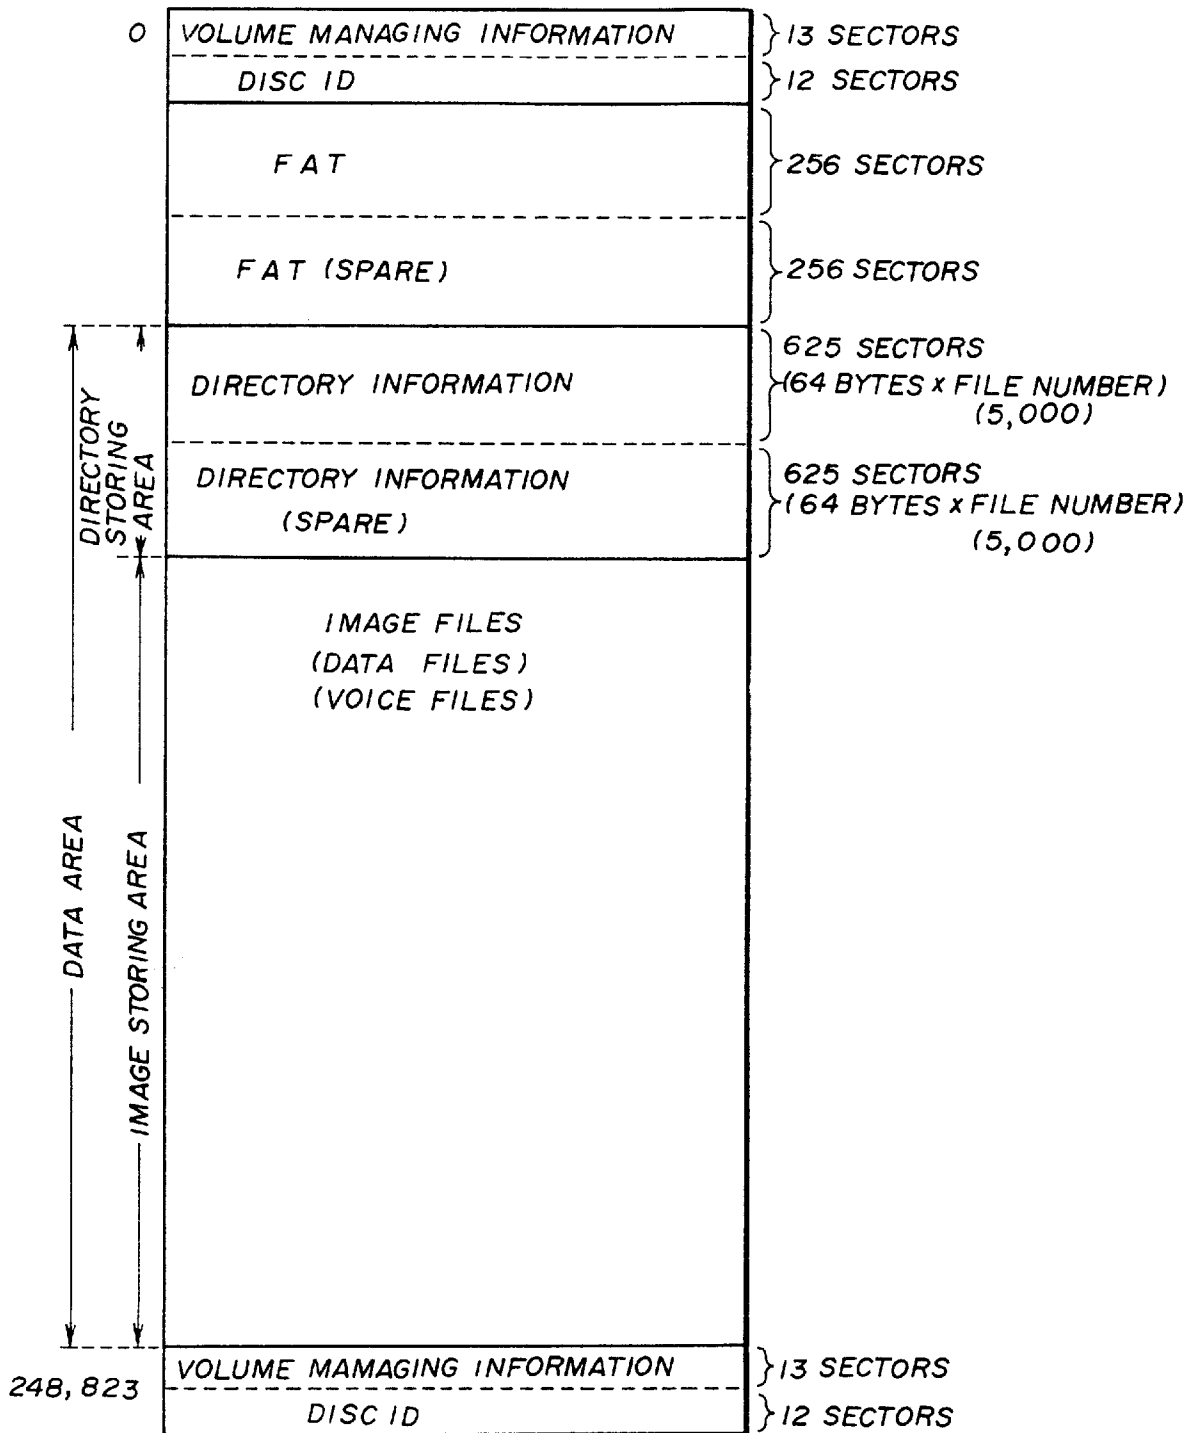 0
VOLUME MANAGING INFORMATION
13 SECTORS
DISC ID
12 SECTORS
FAT
256 SECTORS
FAT (SPARE)
256 SECTORS
DIRECTORY
STORING
AREA
DIRECTORY INFORMATION
625 SECTORS
(64 BYTES x FILE NUMBER)
(5,000)
DIRECTORY INFORMATION
(SPARE)
625 SECTORS
(64 BYTES x FILE NUMBER)
(5,000)
IMAGE FILES
(DATA FILES)
(VOICE FILES)
DATA AREA
IMAGE STORING AREA
VOLUME MAMAGING INFORMATION
13 SECTORS
248,823
DISC ID
12 SECTORS